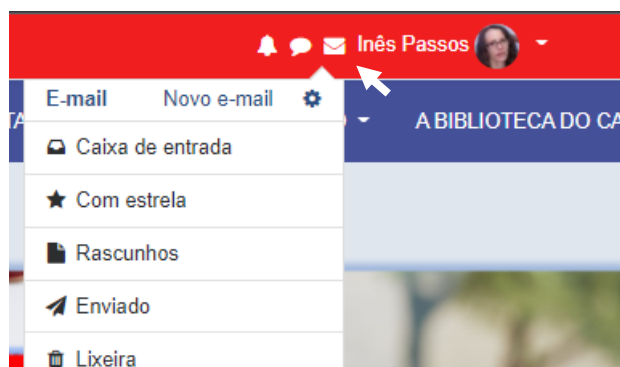 Inês Passos
E-mail Novo e-mail
A BIBLIOTECA DO CA
Caixa de entrada
Com estrela
Rascunhos
Enviado
Lixeira